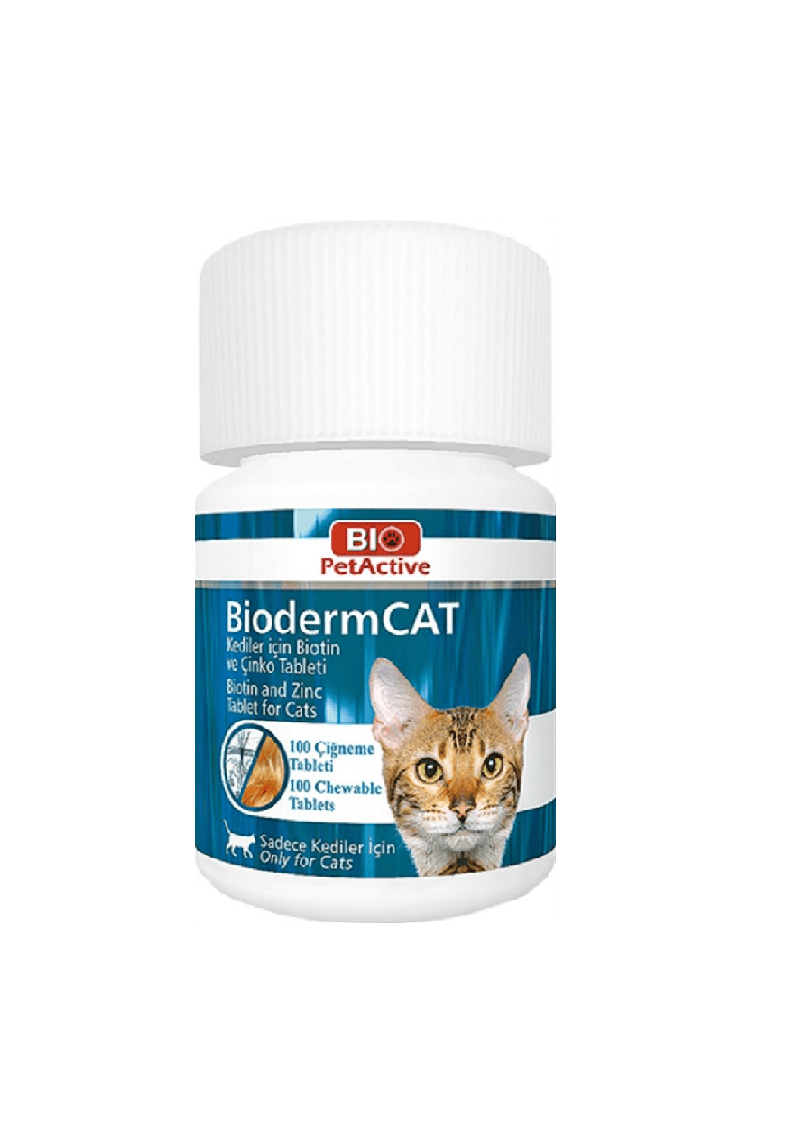 BIO
PetActive
BiodermCAT
Kediler için Biotin
ve Çinko Tableti
Biotin and Zinc
Tablet for Cats
100 Çiğneme
Tableti
100 Chewable
Tablets
Sadece Kediler için
Only for Cats